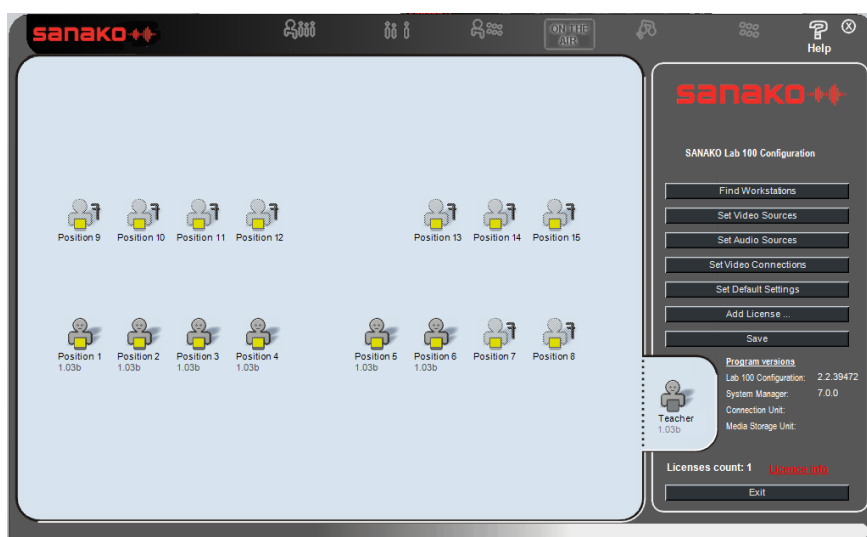 sanako
ON THE
AIR
Help
sanako
SANAKO Lab 100 Configuration
Find Workstations
Set Video Sources
Set Audio Sources
Set Video Connections
Set Default Settings
Add License ...
Save
Position 9 Position 10 Position 11 Position 12 Position 13 Position 14 Position 15
Position 1 Position 2 Position 3 Position 4 Position 5 Position 6 Position 7 Position 8
1.03b 1.03b 1.03b 1.03b 1.03b 1.03b
Teacher
1.03b
Program versions
Lab 100 Configuration: 2.2.39472
System Manager: 7.0.0
Connection Unit:
Media Storage Unit:
Licenses count: 1 Licence info
Exit